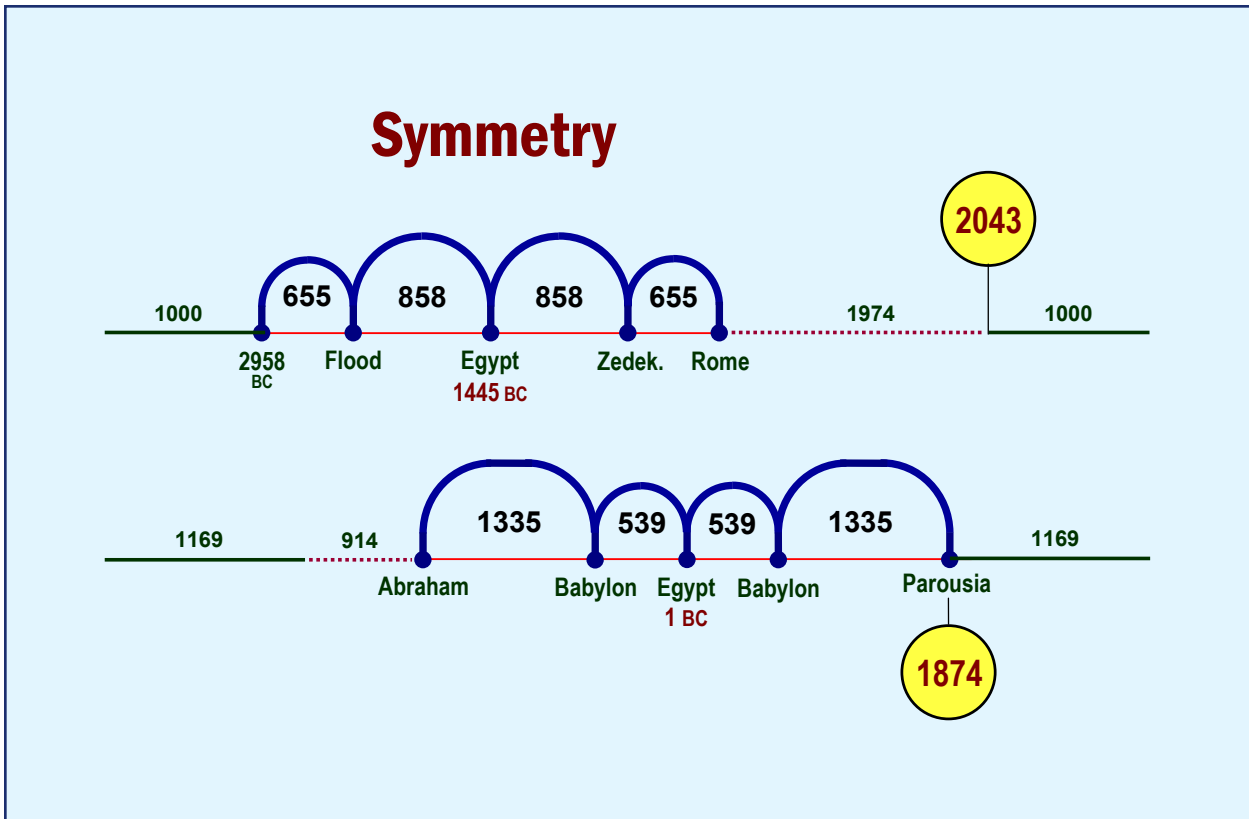 Symmetry
2043
655 858 858 655
1000 1974 1000
2958 Flood Egypt Zedek. Rome
BC
1445 BC
1335 539 539 1335
1169 914 1169
Abraham Babylon Egypt Babylon Parousia
1 BC
1874